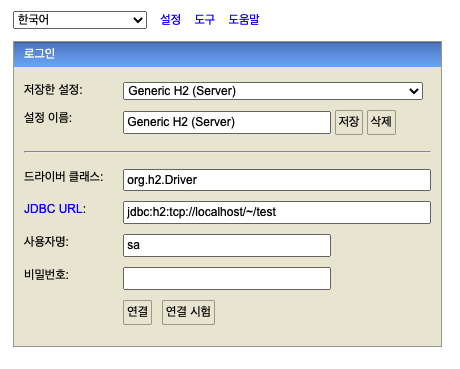 한국어 설정 도구 도움말
로그인
저장한 설정: Generic H2 (Server)
설정 이름: Generic H2 (Server) 저장 삭제
드라이버 클래스: org.h2.Driver
JDBC URL: jdbc:h2:tcp://localhost/~/test
사용자명: sa
비밀번호:
연결 연결 시험